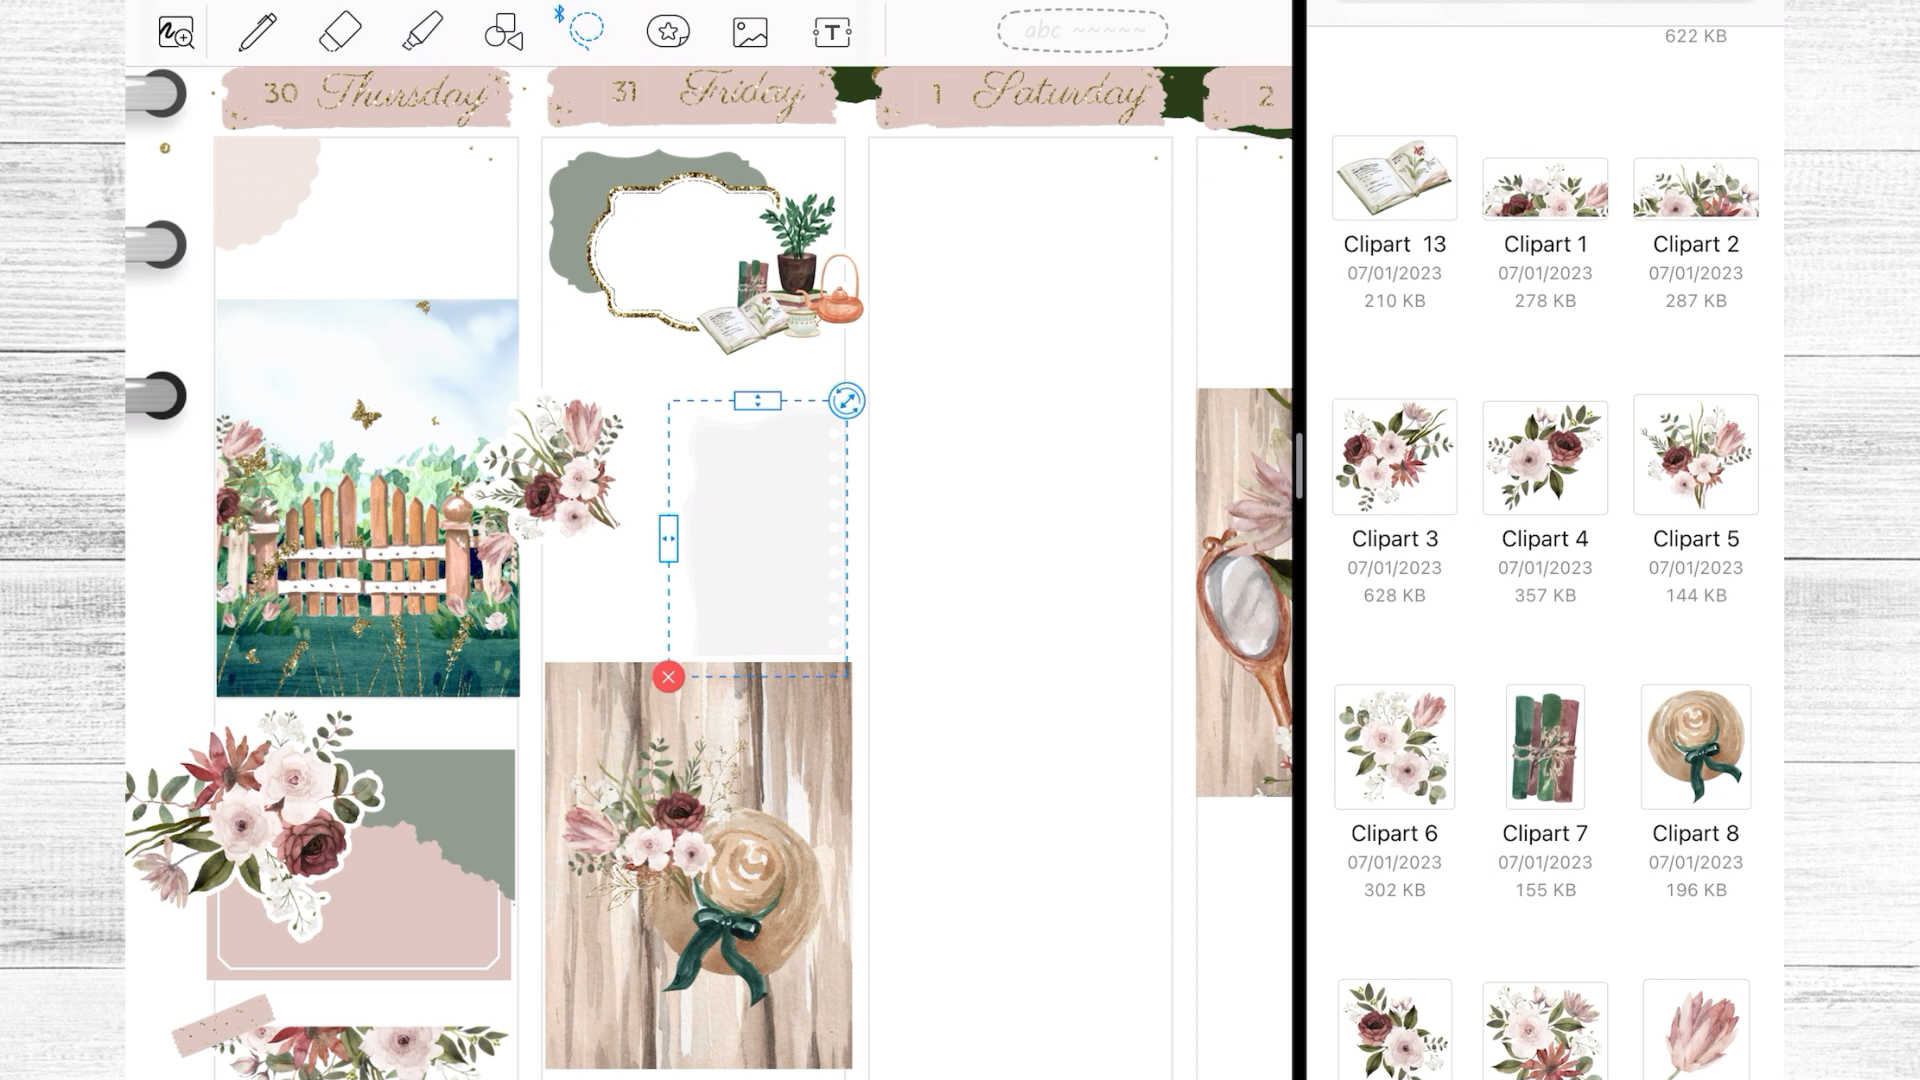 abc
T
30 Thursday
31 Friday
1 Saturday
2
622 KB
Clipart 13
07/01/2023
210 KB
Clipart 1
07/01/2023
278 KB
Clipart 2
07/01/2023
287 KB
Clipart 3
07/01/2023
628 KB
Clipart 4
07/01/2023
357 KB
Clipart 5
07/01/2023
144 KB
Clipart 6
07/01/2023
302 KB
Clipart 7
07/01/2023
155 KB
Clipart 8
07/01/2023
196 KB